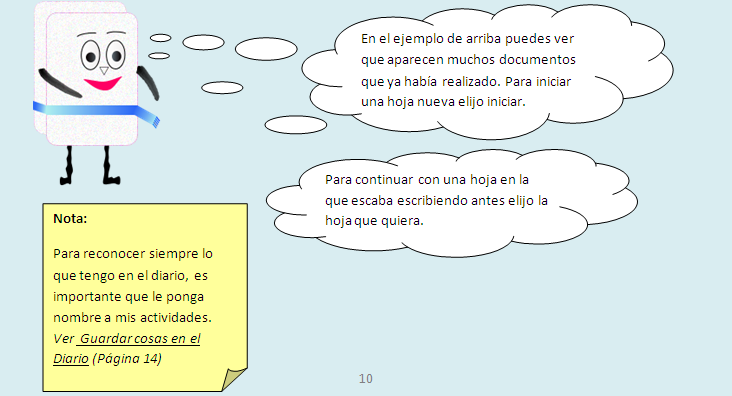 En el ejemplo de arriba puedes ver
que aparecen muchos documentos
que ya había realizado. Para iniciar
una hoja nueva elijo iniciar.
Para continuar con una hoja en la
que escaba escribiendo antes elijo la
hoja que quiera.
Nota:
Para reconocer siempre lo
que tengo en el diario, es
importante que le ponga
nombre a mis actividades.
Ver Guardar cosas en el
Diario (Página 14)
10